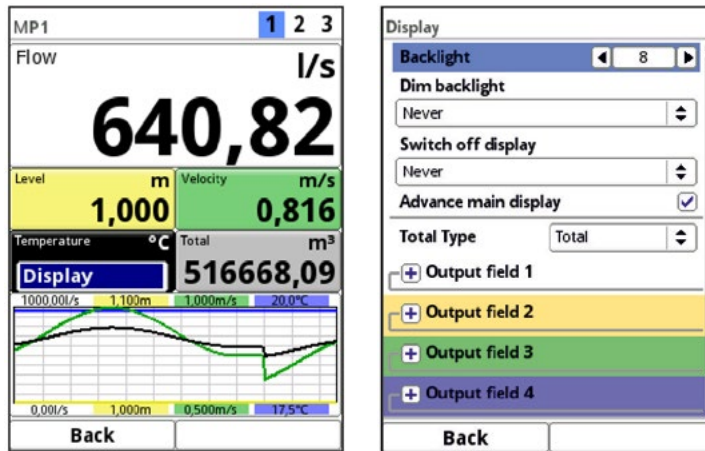 MP1 1 2 3
Flow l/s
640,82
Level m Velocity m/s
1,000 0,816
Temperature °C Total m³
Display 516668,09
1000,00l/s 1,100m 1,000m/s 20,0°C
0,00l/s 1,000m 0,500m/s 17,5°C
Back
Display
Backlight 8
Dim backlight
Never
Switch off display
Never
Advance main display
Total Type Total
Output field 1
Output field 2
Output field 3
Output field 4
Back